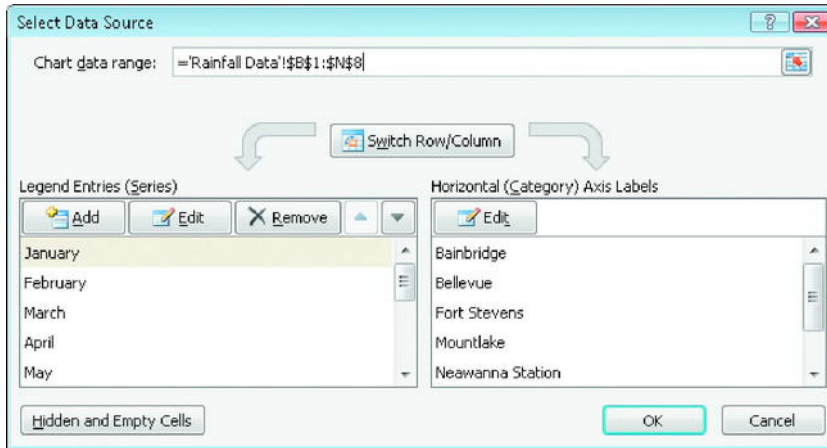 Select Data Source
Chart data range: ='Rainfall Data'!$B$1:$N$8
Switch Row/Column
Legend Entries (Series)
Add Edit Remove
January
February
March
April
May
Horizontal (Category) Axis Labels
Edit
Bainbridge
Bellevue
Fort Stevens
Mountlake
Neawanna Station
Hidden and Empty Cells
OK Cancel